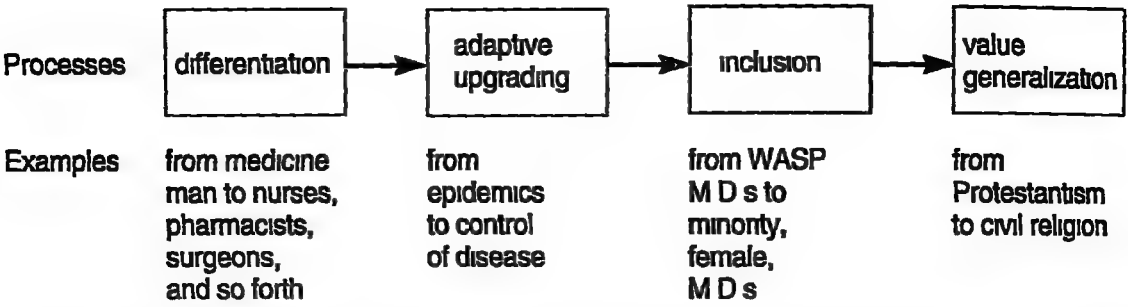 Processes
differentiation
adaptive
upgrading
inclusion
value
generalization
Examples
from medicine
man to nurses,
pharmacists,
surgeons,
and so forth
from
epidemics
to control
of disease
from WASP
M D s to
minority,
female,
M D s
from
Protestantism
to civil religion